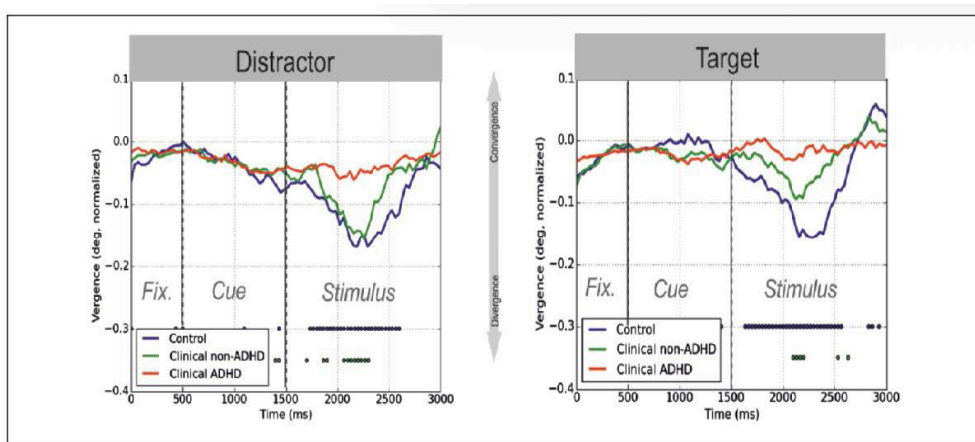 Distractor
0.1
0.0
−0.1
−0.2
−0.3
−0.4
Vergence (deg. normalized)
Fix.
Cue
Stimulus
Control
Clinical non-ADHD
Clinical ADHD
0
500
1000
1500
2000
2500
3000
Time (ms)
Convergence
Divergence
Target
0.1
0.0
−0.1
−0.2
−0.3
−0.4
Vergence (deg. normalized)
Fix.
Cue
Stimulus
Control
Clinical non-ADHD
Clinical ADHD
0
500
1000
1500
2000
2500
3000
Time (ms)